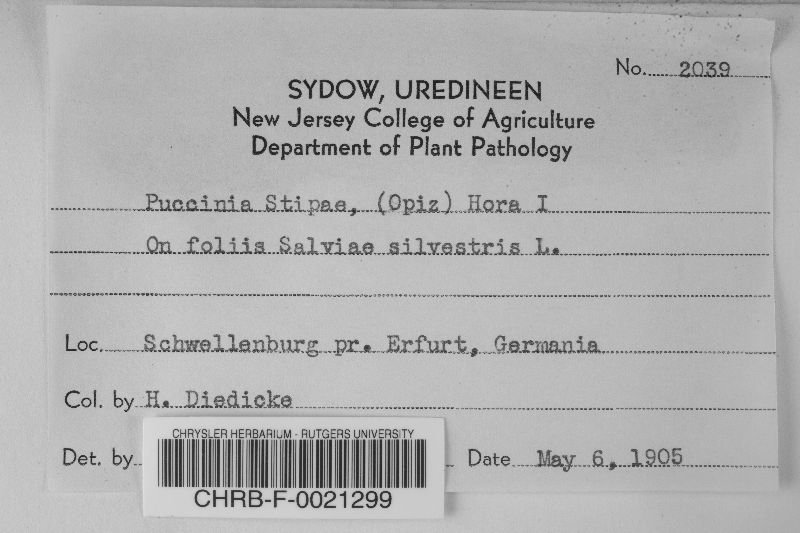 No. 2039
SYDOW, UREDINEEN
New Jersey College of Agriculture
Department of Plant Pathology
Puccinia Stipae, (Opiz) Hora I
On foliis Salviae silvestris L.
Loc. Schwellenburg pr. Erfurt, Germania
Col. by H. Diedicke
Det. by Date May 6, 1905
CHRYSLER HERBARIUM - RUTGERS UNIVERSITY
CHRB-F-0021299